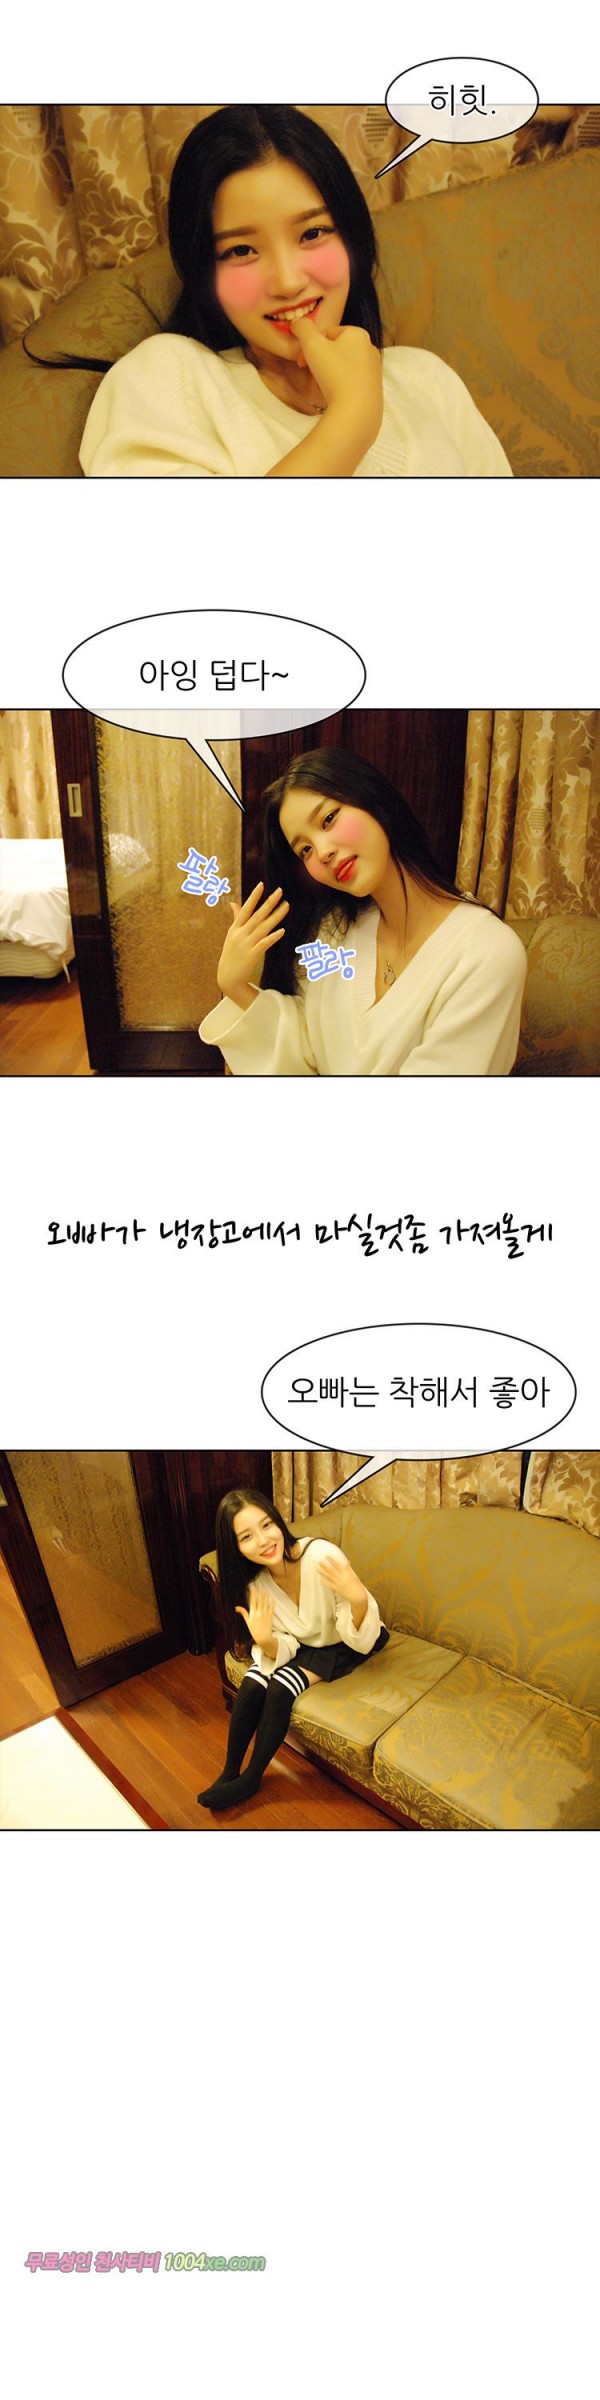 히힛.
아잉 덥다~
팔랑
팔랑
오빠가 냉장고에서 마실것좀 가져올게
오빠는 착해서 좋아
무료성인 천사티비 1004xe.com